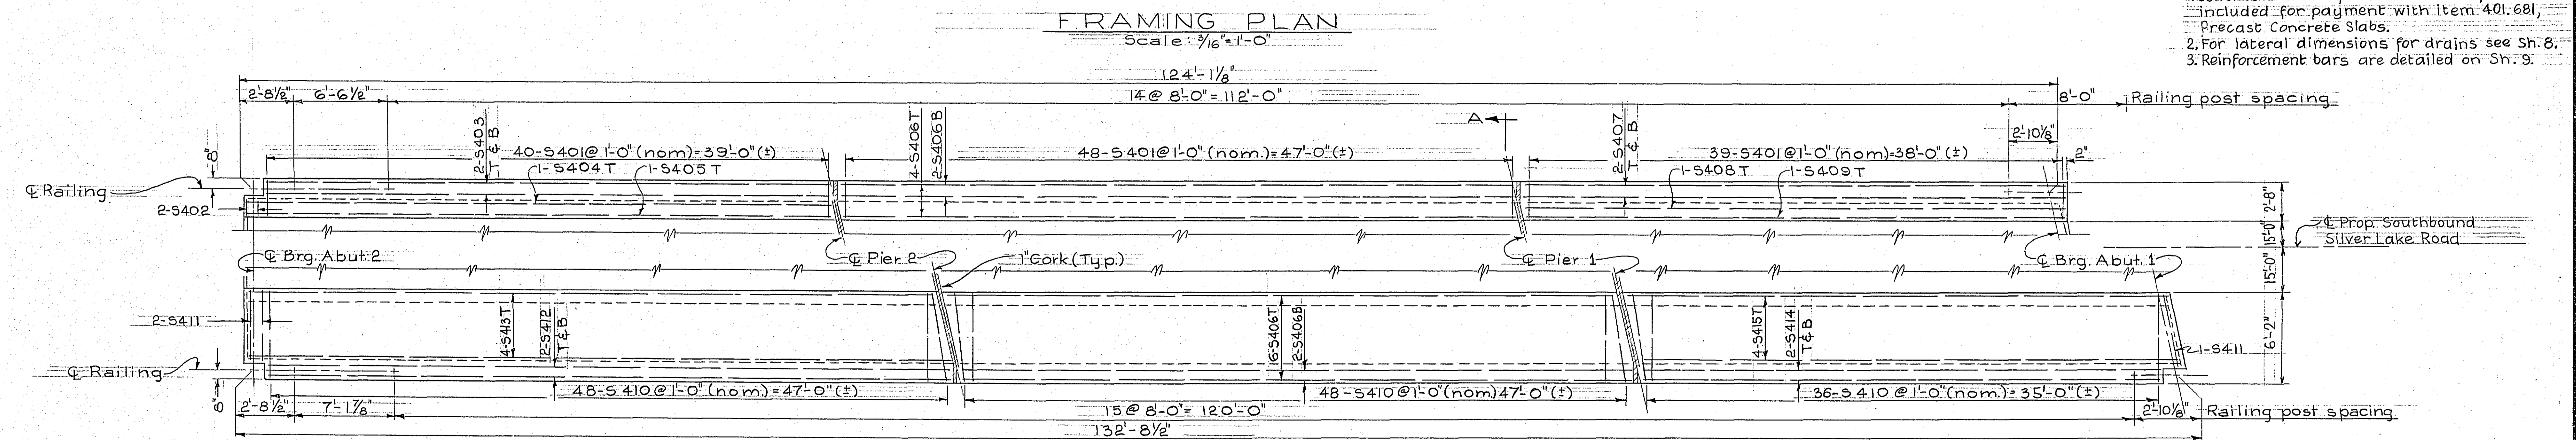 FRAMING PLAN
Scale: 3/16"=1'-0"
included for payment with item 401.681,
Precast Concrete Slabs.
2. For lateral dimensions for drains see Sh. 8.
3. Reinforcement bars are detailed on Sh. 9.
124'-1 1/8"
2'-8 1/2"
6'-6 1/2"
14 @ 8'-0" = 112'-0"
8'-0"
Railing post spacing
2'-10 1/8"
2"
8"
2-S403
T & B
4-S406T
2-S406B
A
2-S407
T & B
40-S401 @ 1'-0" (nom) = 39'-0" (±)
48-S401 @ 1'-0" (nom.) = 47'-0" (±)
39-S401 @ 1'-0" (nom) = 38'-0" (±)
1-S404 T
1-S405 T
1-S408 T
1-S409 T
℄ Railing
2-S402
2'-8"
15'-0"
℄ Prop. Southbound
Silver Lake Road
℄ Brg. Abut. 2
℄ Pier 2
1" Cork (Typ.)
℄ Pier 1
℄ Brg. Abut. 1
15'-0"
2-S411
4-S413T
2-S412
T & B
6-S406T
2-S406B
4-S415T
2-S414
T & B
1-S411
6'-2"
℄ Railing
8"
48-S410 @ 1'-0" (nom.) = 47'-0" (±)
48-S410 @ 1'-0" (nom) 47'-0" (±)
36-S410 @ 1'-0" (nom.) = 35'-0" (±)
2'-8 1/2"
7'-1 7/8"
15 @ 8'-0" = 120'-0"
2'-10 1/8"
Railing post spacing
132'-8 1/2"